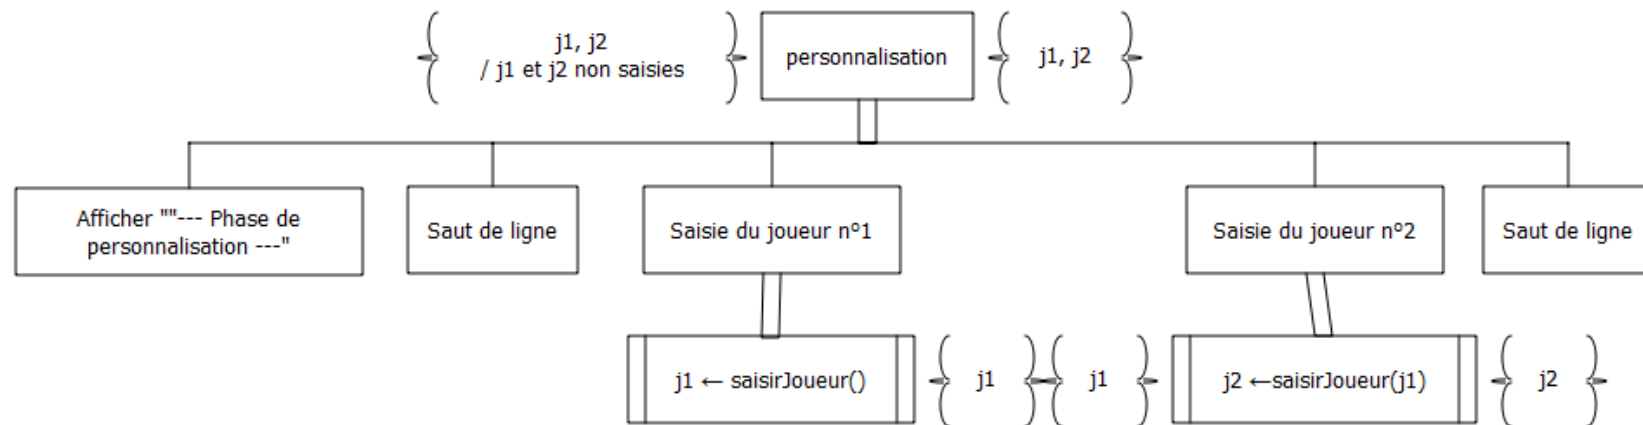 j1, j2
/ j1 et j2 non saisies
personnalisation
j1, j2
Afficher ""--- Phase de
personnalisation ---"
Saut de ligne
Saisie du joueur n°1
Saisie du joueur n°2
Saut de ligne
j1 ← saisirJoueur()
j1
j1
j2 ←saisirJoueur(j1)
j2